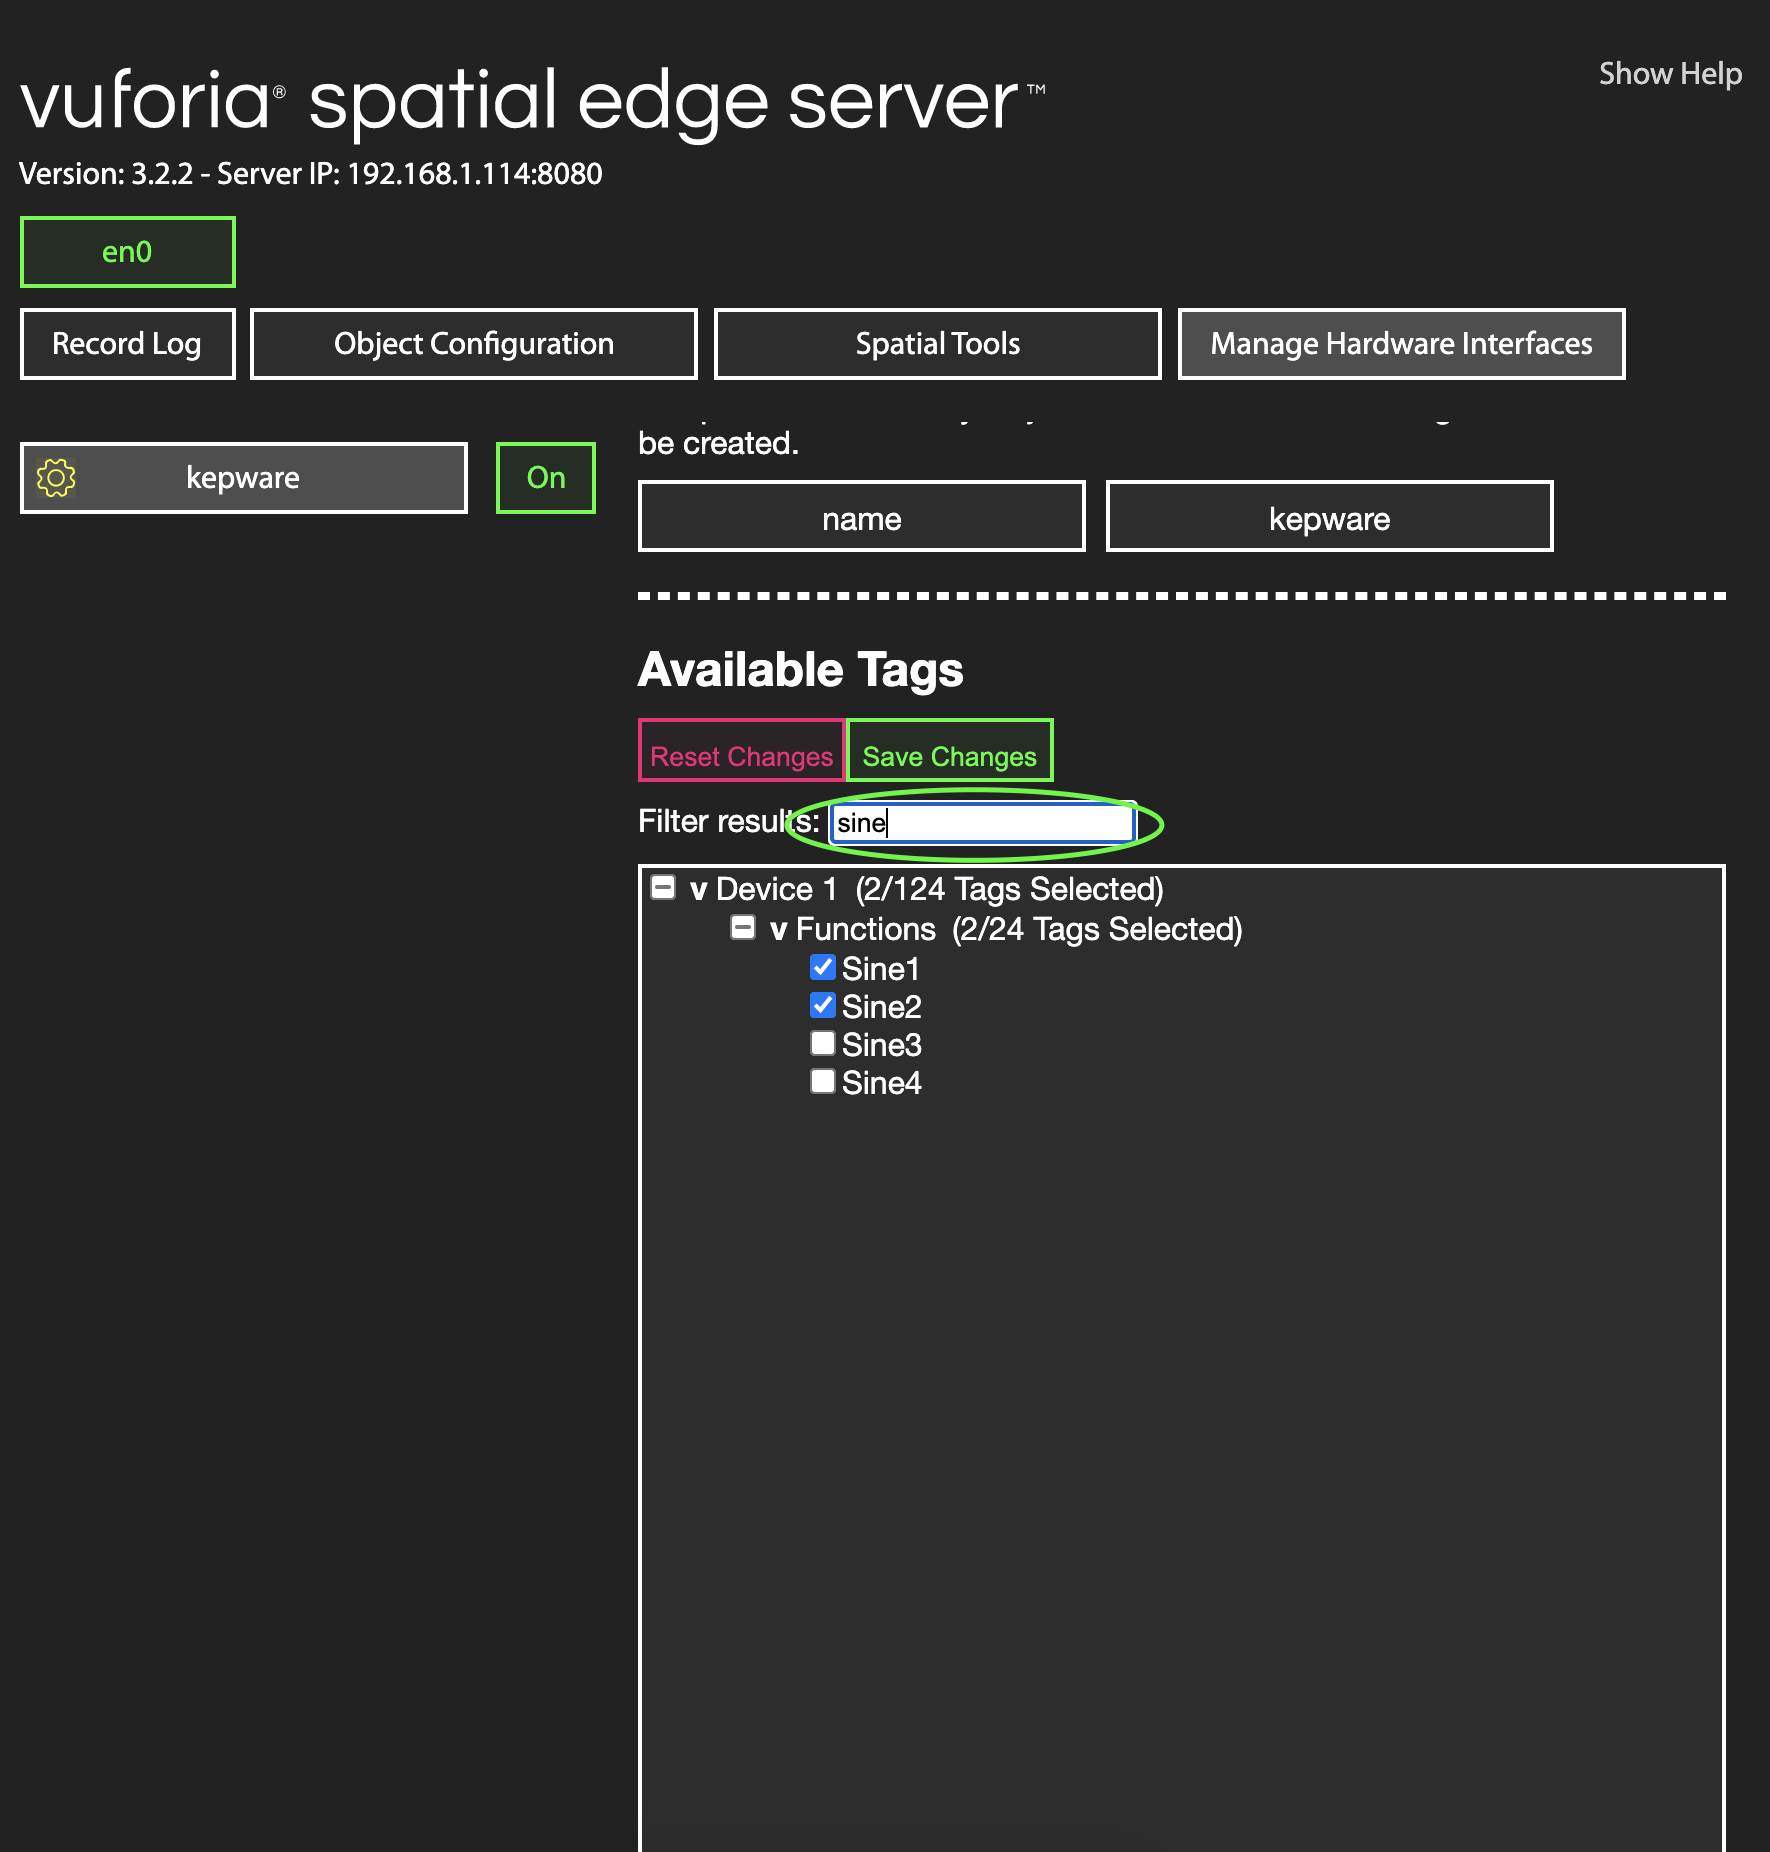 Show Help
vuforia® spatial edge server™
Version: 3.2.2 - Server IP: 192.168.1.114:8080
en0
Record Log
Object Configuration
Spatial Tools
Manage Hardware Interfaces
be created.
kepware
On
name
kepware
Available Tags
Reset Changes
Save Changes
Filter results: sine
v Device 1 (2/124 Tags Selected)
v Functions (2/24 Tags Selected)
Sine1
Sine2
Sine3
Sine4